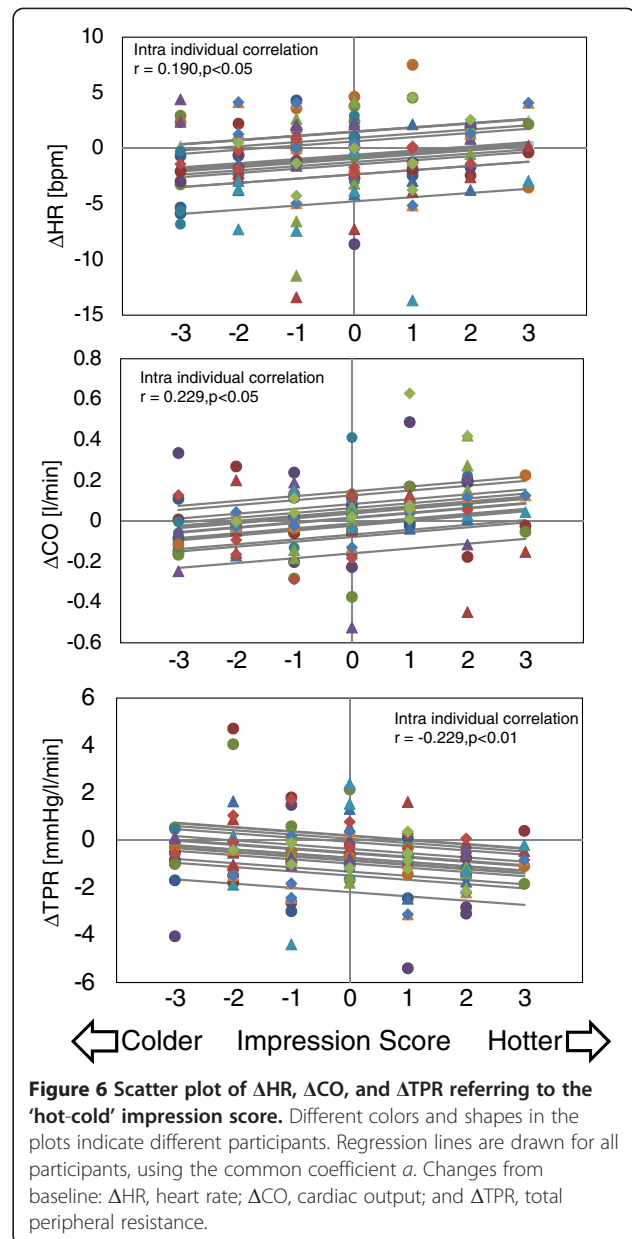 Intra individual correlation
r = 0.190,p<0.05
ΔHR [bpm]
10
5
0
-5
-10
-15
-3 -2 -1 0 1 2 3
Intra individual correlation
r = 0.229,p<0.05
ΔCO [l/min]
0.8
0.6
0.4
0.2
0
-0.2
-0.4
-0.6
-3 -2 -1 0 1 2 3
Intra individual correlation
r = -0.229,p<0.01
ΔTPR [mmHg/l/min]
6
4
2
0
-2
-4
-6
-3 -2 -1 0 1 2 3
Colder Impression Score Hotter
Figure 6 Scatter plot of ΔHR, ΔCO, and ΔTPR referring to the
'hot-cold' impression score. Different colors and shapes in the
plots indicate different participants. Regression lines are drawn for all
participants, using the common coefficient a. Changes from
baseline: ΔHR, heart rate; ΔCO, cardiac output; and ΔTPR, total
peripheral resistance.